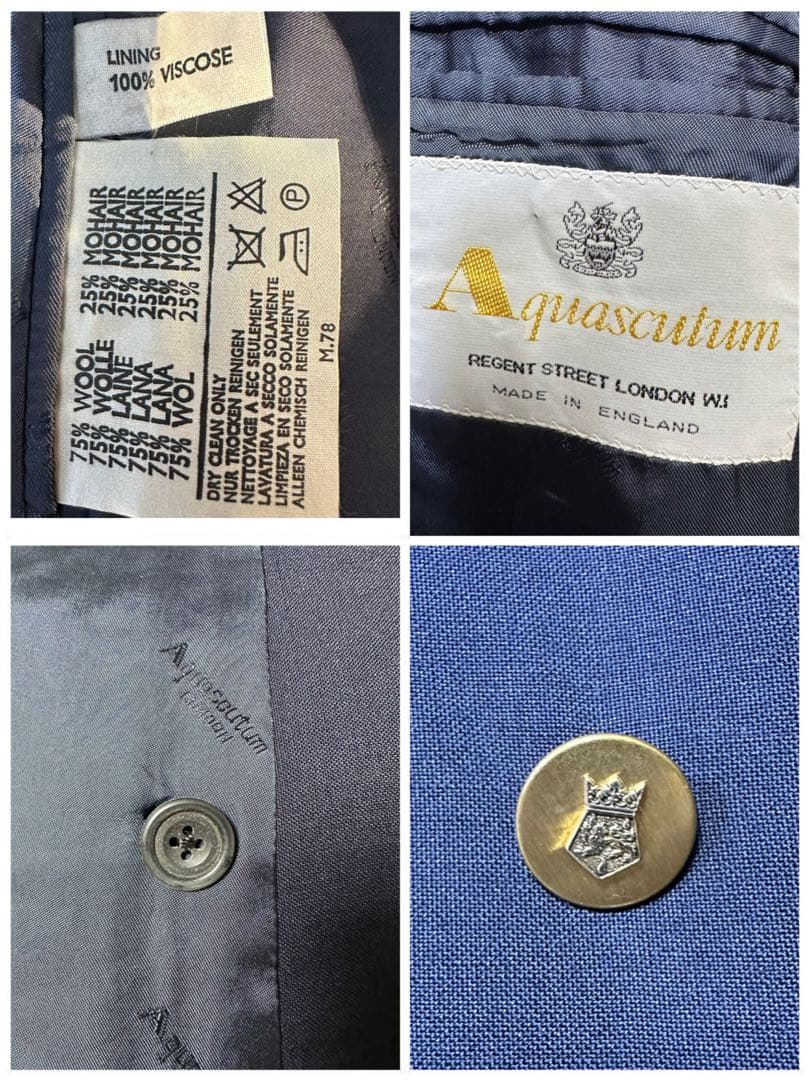 LINING
100% VISCOSE
75% WOOL 25% MOHAIR
75% WOLLE 25% MOHAIR
75% LAINE 25% MOHAIR
75% LANA 25% MOHAIR
75% LANA 25% MOHAIR
75% WOL 25% MOHAIR
P
DRY CLEAN ONLY
NUR TROCKEN REINIGEN
NETTOYAGE A SEC SEULEMENT
LAVATURA A SECCO SOLAMENTE
LIMPIEZA EN SECO SOLAMENTE
ALLEEN CHEMISCH REINIGEN
M.78
Aquascutum
REGENT STREET LONDON W.I
MADE IN ENGLAND
Aquascutum
LONDON